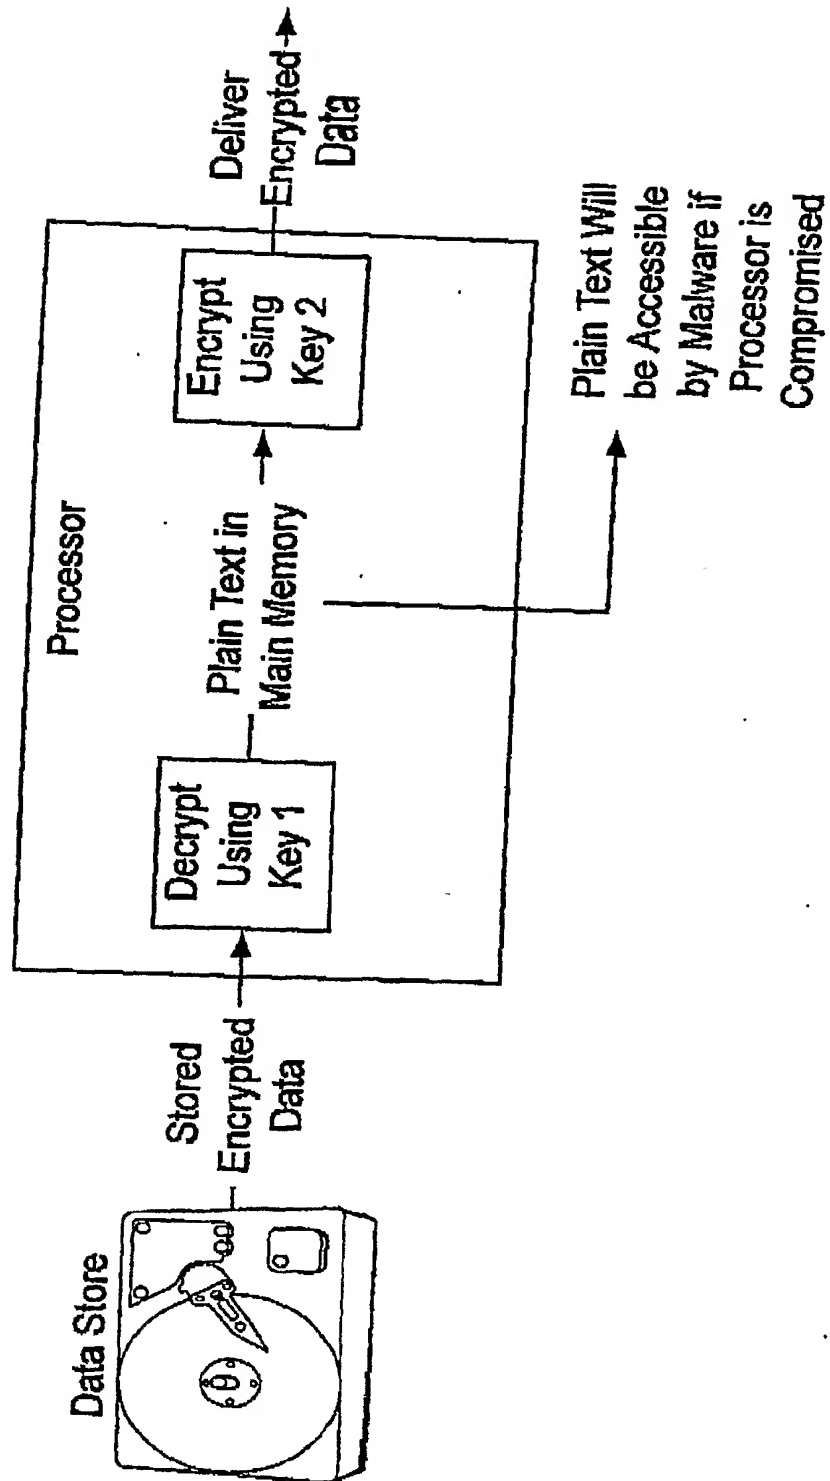 Data Store
Stored
Encrypted
Data
Processor
Decrypt
Using
Key 1
Plain Text in
Main Memory
Encrypt
Using
Key 2
Deliver
Encrypted
Data
Plain Text Will
be Accessible
by Malware if
Processor is
Compromised